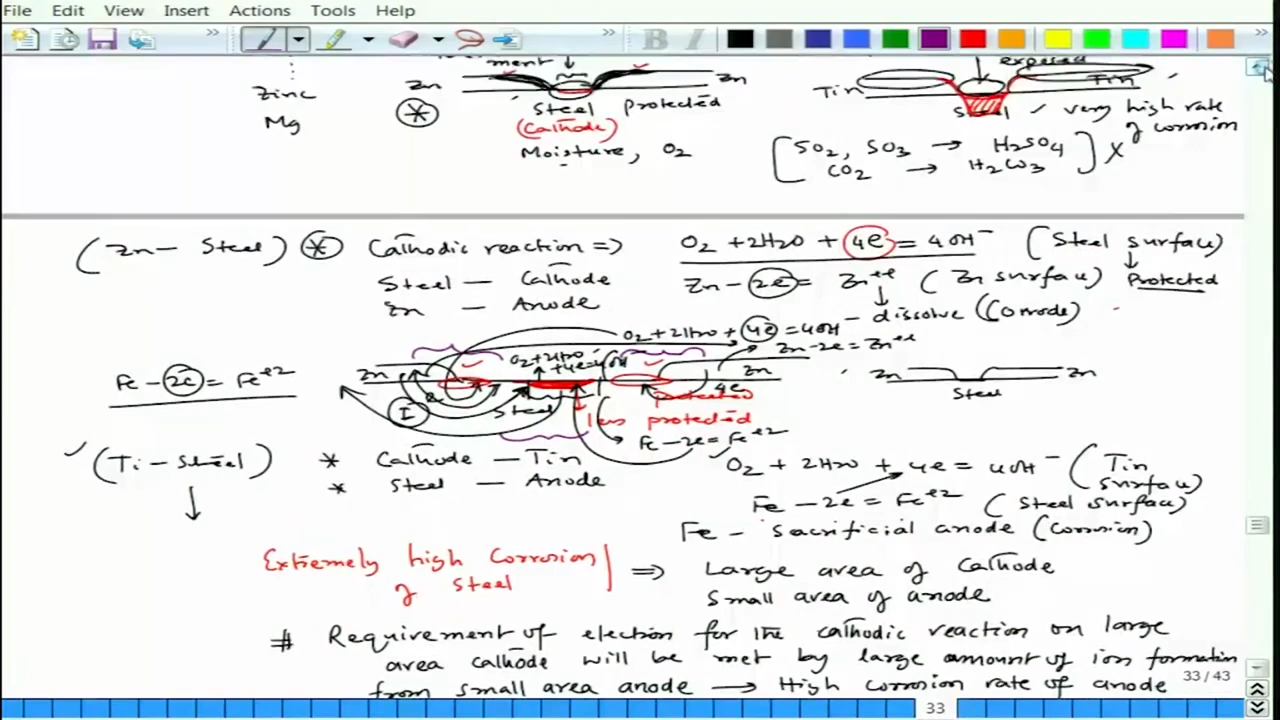 File Edit View Insert Actions Tools Help
Zinc
Mg
ment
Zn
Zn
Steel Protected
(Cathode)
Moisture, O2
exposed
Tin
Tin
very high rate
of corrosion
SO2, SO3 → H2SO4
CO2 → H2CO3 ] X
(Zn - Steel) * Cathodic reaction =>
O2 + 2H2O + 4e = 4OH⁻ (Steel surface)
Steel - Cathode
Zn - 2e = Zn++ (Zn surface) Protected
Zn - Anode
dissolve (Corrode)
O2 + 2H2O + 4e = 4OH-
Zn - 2e = Zn++
O2 + 2H2O
+ 4e = 4OH
Fe - 2e = Fe+2
Zn
Zn
4e
Zn
Zn
Steel
I
Steel
protected
less protected
Fe - 2e = Fe+2
(Ti - Steel) * Cathode - Tin
* Steel - Anode
O2 + 2H2O + 4e = 4OH⁻ (Tin surface)
Fe - 2e = Fe+2 (Steel surface)
Fe - sacrificial anode (Corrosion)
Extremely high Corrosion
of Steel
=> Large area of Cathode
Small area of anode
# Requirement of electron for the cathodic reaction on large
area cathode will be met by large amount of ion formation
from small area anode → High corrosion rate of anode
33 / 43
33